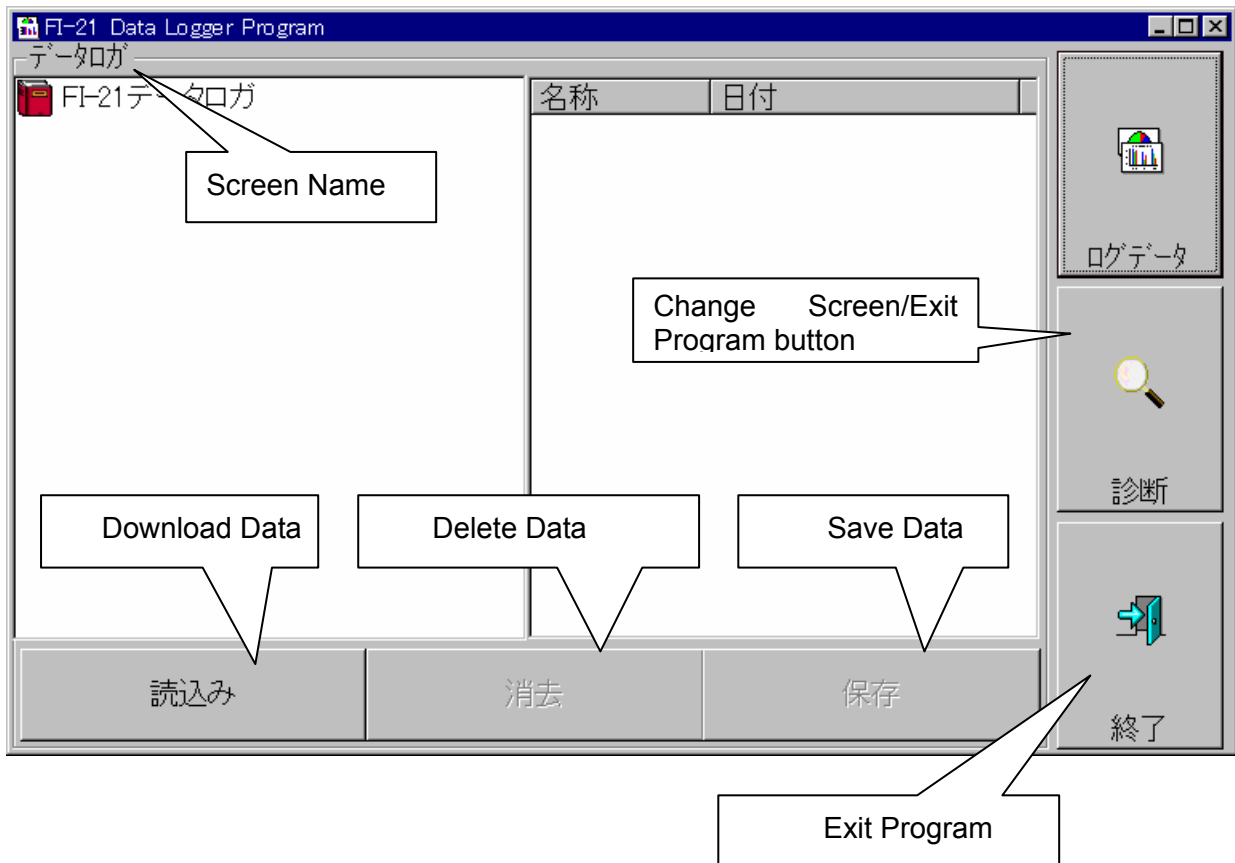 FI-21 Data Logger Program
データロガ
FI-21データロガ
名称
日付
Screen Name
ログデータ
Change Screen/Exit
Program button
診断
Download Data
Delete Data
Save Data
読込み
消去
保存
終了
Exit Program